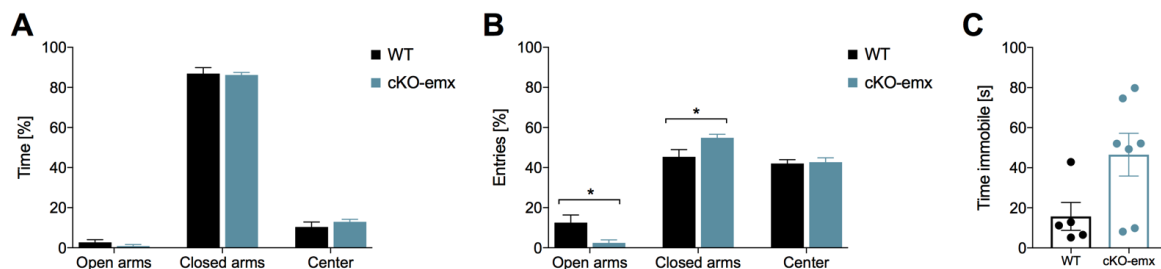 A
Time [%]
100
80
60
40
20
0
Open arms
Closed arms
Center
WT
cKO-emx
B
Entries [%]
100
80
60
40
20
0
*
*
Open arms
Closed arms
Center
WT
cKO-emx
C
Time immobile [s]
100
80
60
40
20
0
WT
cKO-emx